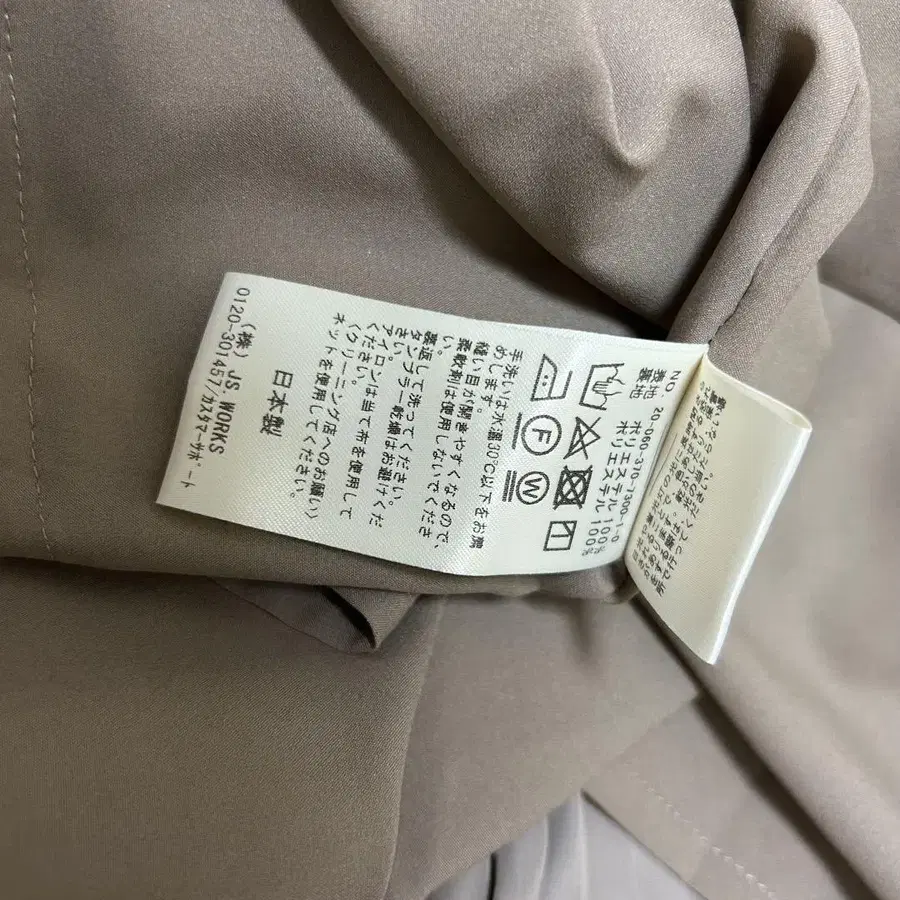 NO. 20-060-370-7300-1-0
表地 ポリエステル 100%
裏地 ポリエステル 100%
F
W
手洗いは水温30℃以下をお薦
めします。
縫い目が開きやすくなるので、
柔軟剤は使用しないでくださ
い。
裏返して洗ってください。
タンブラー乾燥はお避けくだ
さい。
アイロンは当て布を使用して
ください。
(クリーニング店へのお願い)
ネットを使用してください。
日本製
(株) JS WORKS
0120-301457/カスタマーサポート